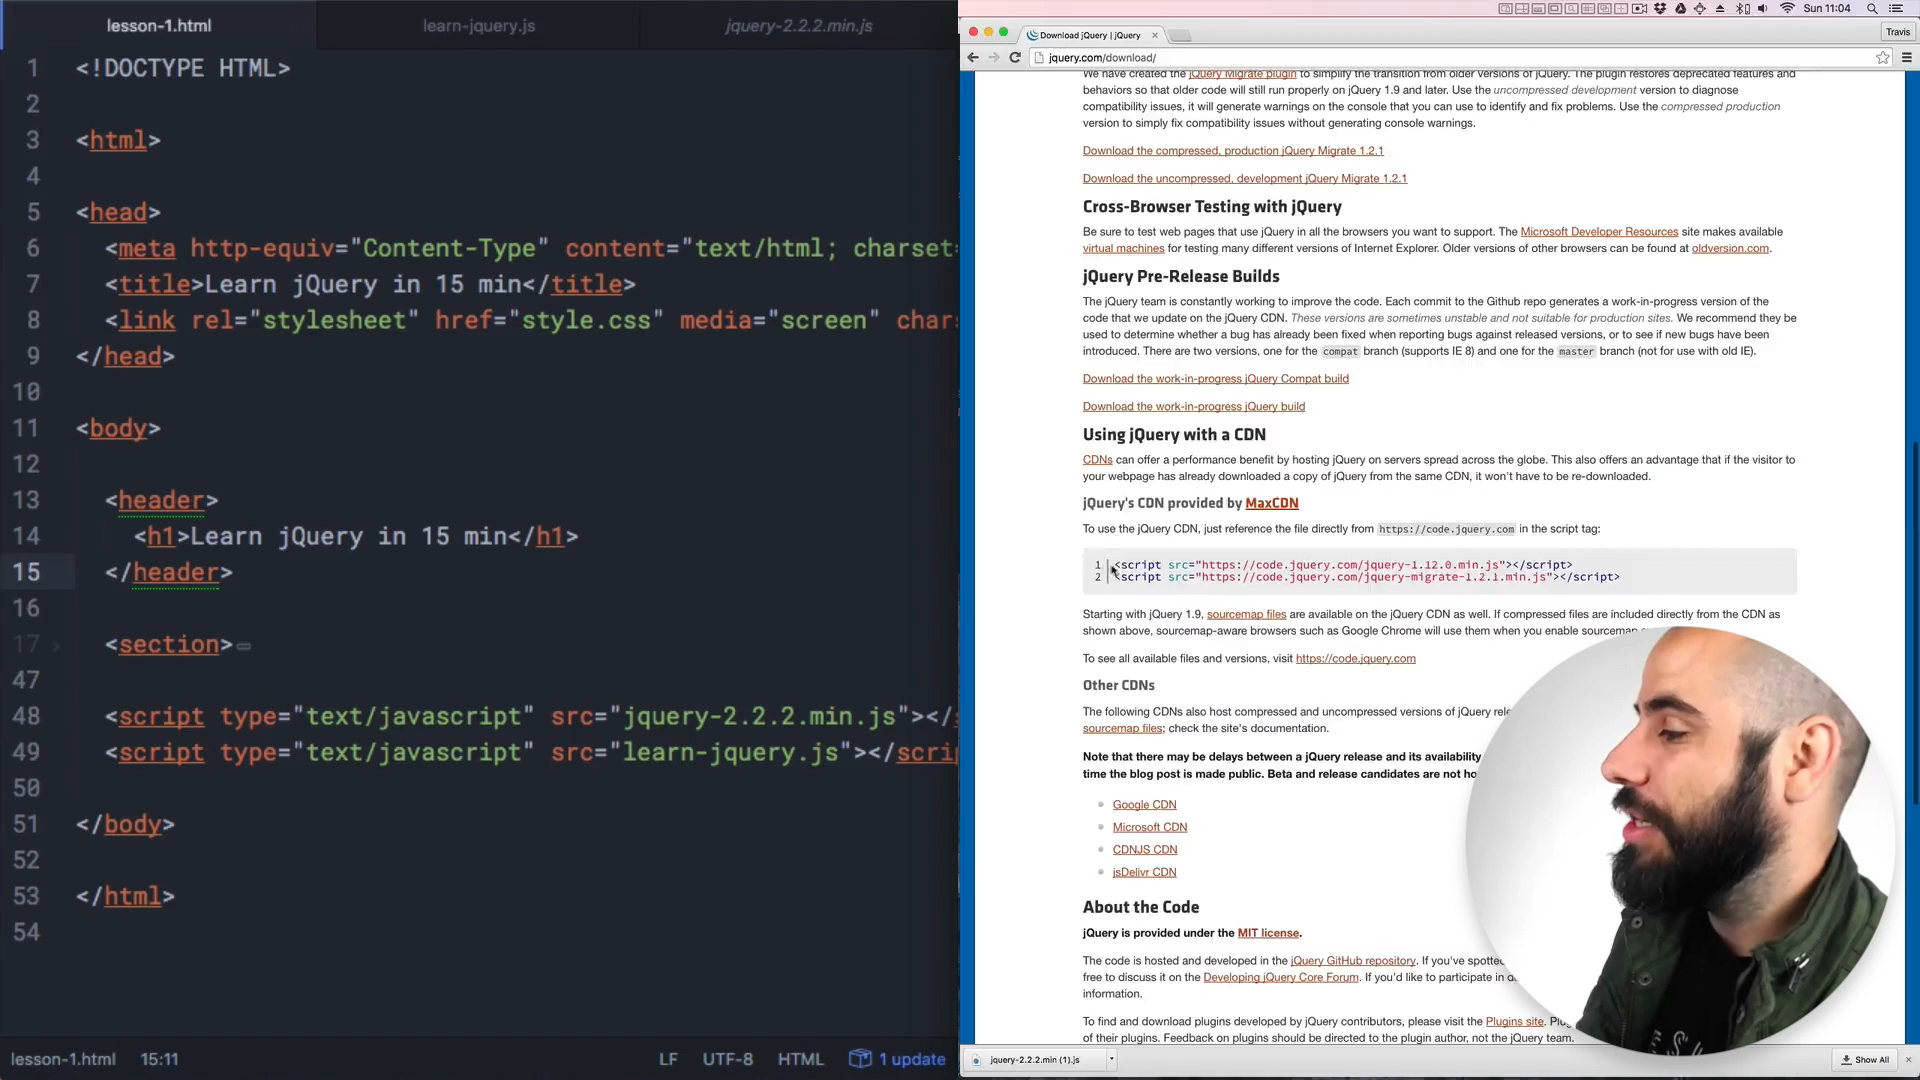 lesson-1.html
learn-jquery.js
jquery-2.2.2.min.js
1 <!DOCTYPE HTML>
2
3 <html>
4
5 <head>
6 <meta http-equiv="Content-Type" content="text/html; charset=
7 <title>Learn jQuery in 15 min</title>
8 <link rel="stylesheet" href="style.css" media="screen" char
9 </head>
10
11 <body>
12
13 <header>
14 <h1>Learn jQuery in 15 min</h1>
15 </header>
16
17 <section>
47
48 <script type="text/javascript" src="jquery-2.2.2.min.js"></
49 <script type="text/javascript" src="learn-jquery.js"></scrip
50
51 </body>
52
53 </html>
54
lesson-1.html 15:11 LF UTF-8 HTML 1 update
Sun 11:04
Download jQuery | jQuery
Travis
jquery.com/download/
We have created the jQuery Migrate plugin to simplify the transition from older versions of jQuery. The plugin restores deprecated features and
behaviors so that older code will still run properly on jQuery 1.9 and later. Use the uncompressed development version to diagnose
compatibility issues, it will generate warnings on the console that you can use to identify and fix problems. Use the compressed production
version to simply fix compatibility issues without generating console warnings.
Download the compressed, production jQuery Migrate 1.2.1
Download the uncompressed, development jQuery Migrate 1.2.1
Cross-Browser Testing with jQuery
Be sure to test web pages that use jQuery in all the browsers you want to support. The Microsoft Developer Resources site makes available
virtual machines for testing many different versions of Internet Explorer. Older versions of other browsers can be found at oldversion.com.
jQuery Pre-Release Builds
The jQuery team is constantly working to improve the code. Each commit to the Github repo generates a work-in-progress version of the
code that we update on the jQuery CDN. These versions are sometimes unstable and not suitable for production sites. We recommend they be
used to determine whether a bug has already been fixed when reporting bugs against released versions, or to see if new bugs have been
introduced. There are two versions, one for the compat branch (supports IE 8) and one for the master branch (not for use with old IE).
Download the work-in-progress jQuery Compat build
Download the work-in-progress jQuery build
Using jQuery with a CDN
CDNs can offer a performance benefit by hosting jQuery on servers spread across the globe. This also offers an advantage that if the visitor to
your webpage has already downloaded a copy of jQuery from the same CDN, it won't have to be re-downloaded.
jQuery's CDN provided by MaxCDN
To use the jQuery CDN, just reference the file directly from https://code.jquery.com in the script tag:
1 <script src="https://code.jquery.com/jquery-1.12.0.min.js"></script>
2 <script src="https://code.jquery.com/jquery-migrate-1.2.1.min.js"></script>
Starting with jQuery 1.9, sourcemap files are available on the jQuery CDN as well. If compressed files are included directly from the CDN as
shown above, sourcemap-aware browsers such as Google Chrome will use them when you enable sourcemap
To see all available files and versions, visit https://code.jquery.com
Other CDNs
The following CDNs also host compressed and uncompressed versions of jQuery rele
sourcemap files; check the site's documentation.
Note that there may be delays between a jQuery release and its availability
time the blog post is made public. Beta and release candidates are not ho
Google CDN
Microsoft CDN
CDNJS CDN
jsDelivr CDN
About the Code
jQuery is provided under the MIT license.
The code is hosted and developed in the jQuery GitHub repository. If you've spotted
free to discuss it on the Developing jQuery Core Forum. If you'd like to participate in d
information.
To find and download plugins developed by jQuery contributors, please visit the Plugins site. Plu
of their plugins. Feedback on plugins should be directed to the plugin author, not the jQuery team.
jquery-2.2.2.min (1).js
Show All